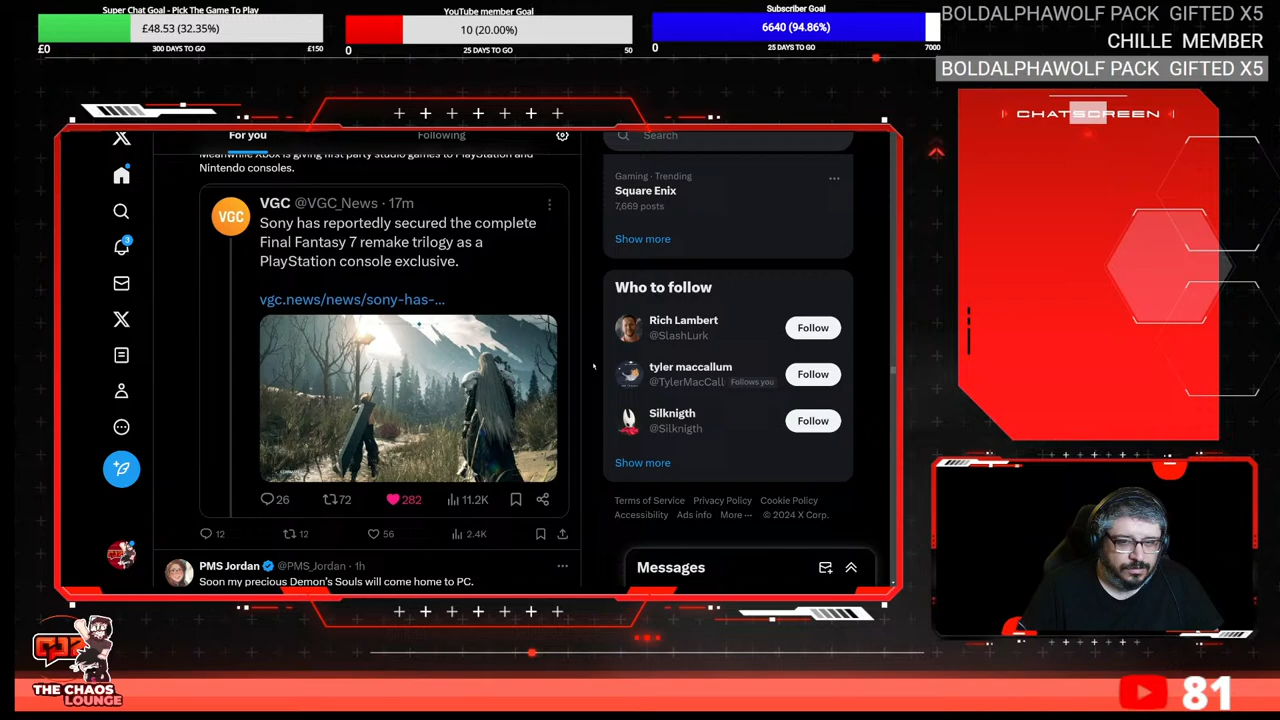 Super Chat Goal - Pick The Game To Play
£48.53 (32.35%)
£0
300 DAYS TO GO
£150
YouTube member Goal
10 (20.00%)
0
25 DAYS TO GO
50
Subscriber Goal
6640 (94.86%)
0
25 DAYS TO GO
7000
BOLDALPHAWOLF PACK GIFTED X5
CHILLE MEMBER
BOLDALPHAWOLF PACK GIFTED X5
CHATSCREEN
For you
Following
Search
Meanwhile Xbox is giving first party studio games to PlayStation and
Nintendo consoles.
VGC
VGC @VGC_News · 17m
Sony has reportedly secured the complete
Final Fantasy 7 remake trilogy as a
PlayStation console exclusive.
vgc.news/news/sony-has-...
26
72
282
11.2K
12
12
56
2.4K
PMS Jordan @PMS_Jordan · 1h
Soon my precious Demon's Souls will come home to PC.
3
Gaming · Trending
Square Enix
7,669 posts
Show more
Who to follow
Rich Lambert
@SlashLurk
Follow
tyler maccallum
@TylerMacCall Follows you
Follow
Silknigth
@Silknigth
Follow
Show more
Terms of Service Privacy Policy Cookie Policy
Accessibility Ads info More ··· © 2024 X Corp.
Messages
THE CHAOS
LOUNGE
81